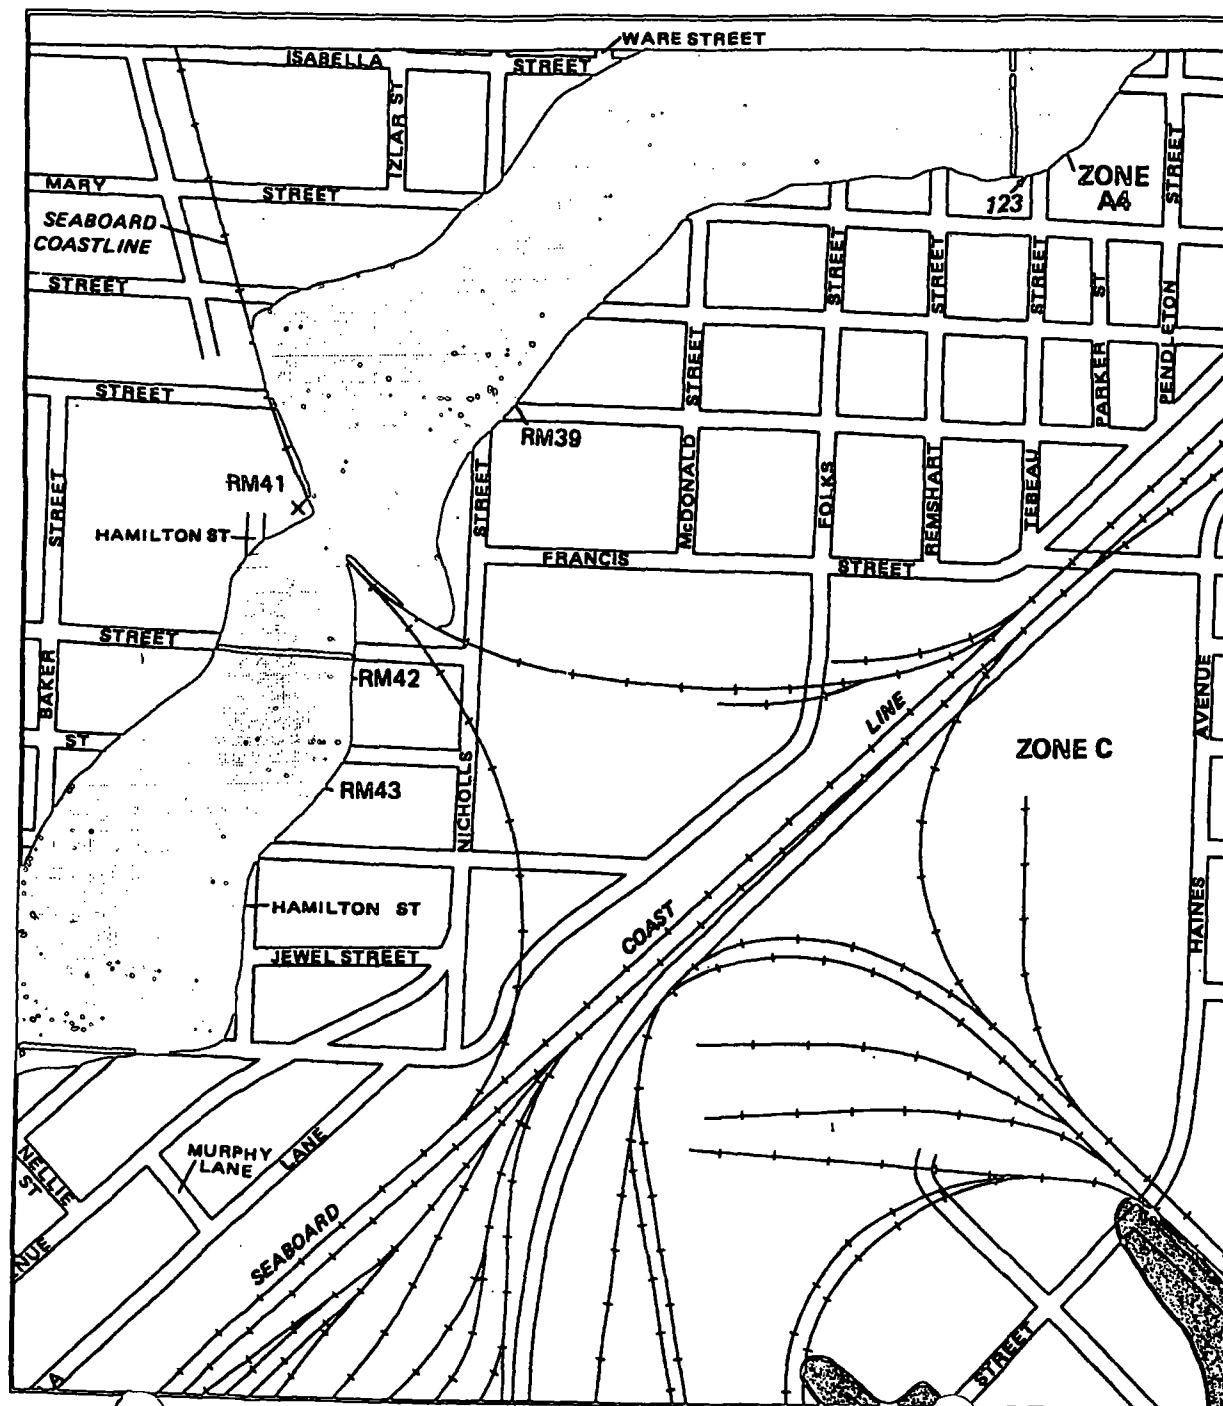 WARE STREET
ISABELLA
STREET
IZLAR ST
STREET
ZONE
A4
MARY
STREET
123
SEABOARD
COASTLINE
STREET
STREET
STREET
STREET
ST
PENDLETON
STREET
STREET
PARKER
RM39
RM41
STREET
STREET
McDONALD
FOLKS
REMSHART
TEBEAU
HAMILTON ST
FRANCIS
STREET
STREET
BAKER
RM42
AVENUE
LINE
ST
ZONE C
RM43
NICHOLLS
HAINES
HAMILTON ST
COAST
JEWEL STREET
MURPHY
LANE
LANE
NELLIE
ST
SEABOARD
ENUE
STREET
A